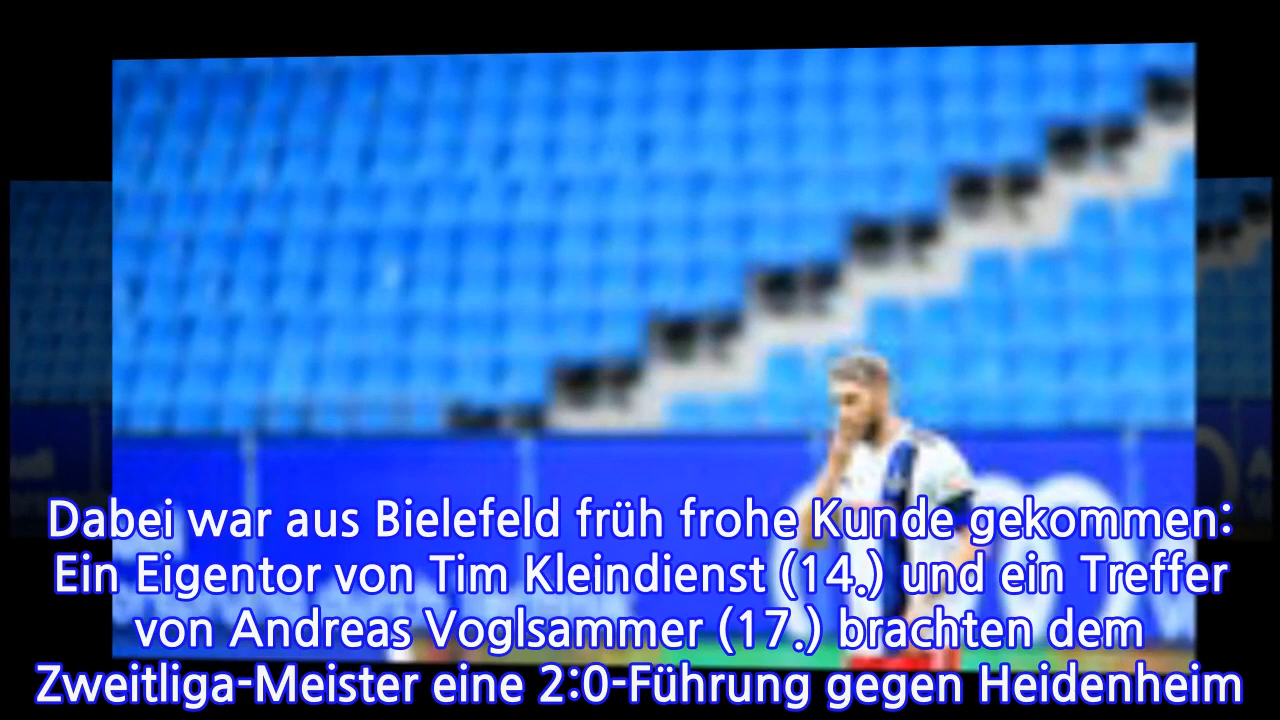 Dabei war aus Bielefeld früh frohe Kunde gekommen:
Ein Eigentor von Tim Kleindienst (14.) und ein Treffer
von Andreas Voglsammer (17.) brachten dem
Zweitliga-Meister eine 2:0-Führung gegen Heidenheim